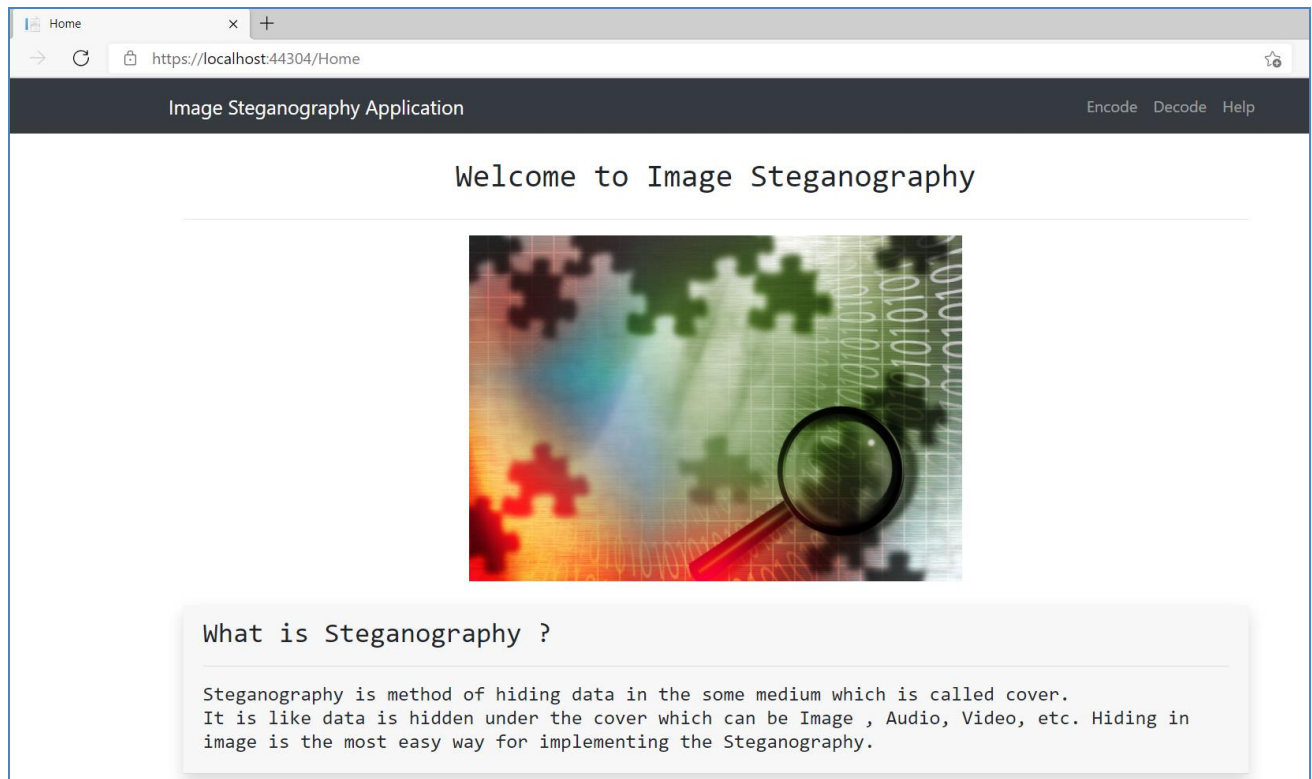 Home
https://localhost:44304/Home
Image Steganography Application
Encode Decode Help
Welcome to Image Steganography
What is Steganography ?
Steganography is method of hiding data in the some medium which is called cover.
It is like data is hidden under the cover which can be Image , Audio, Video, etc. Hiding in
image is the most easy way for implementing the Steganography.